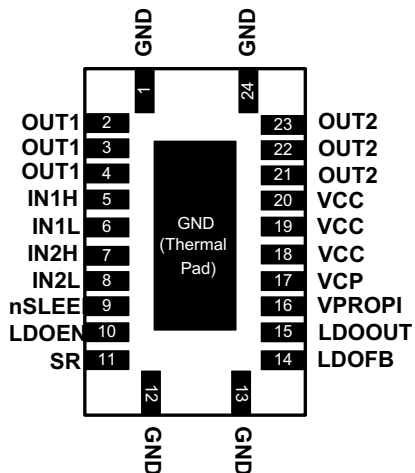 GND GND
1 24
OUT1 2 23 OUT2
OUT1 3 22 OUT2
OUT1 4 21 OUT2
IN1H 5 20 VCC
IN1L 6 GND 19 VCC
IN2H 7 (Thermal 18 VCC
IN2L 8 Pad) 17 VCP
nSLEE 9 16 VPROPI
LDOEN 10 15 LDOOUT
SR 11 14 LDOFB
12 13
GND GND